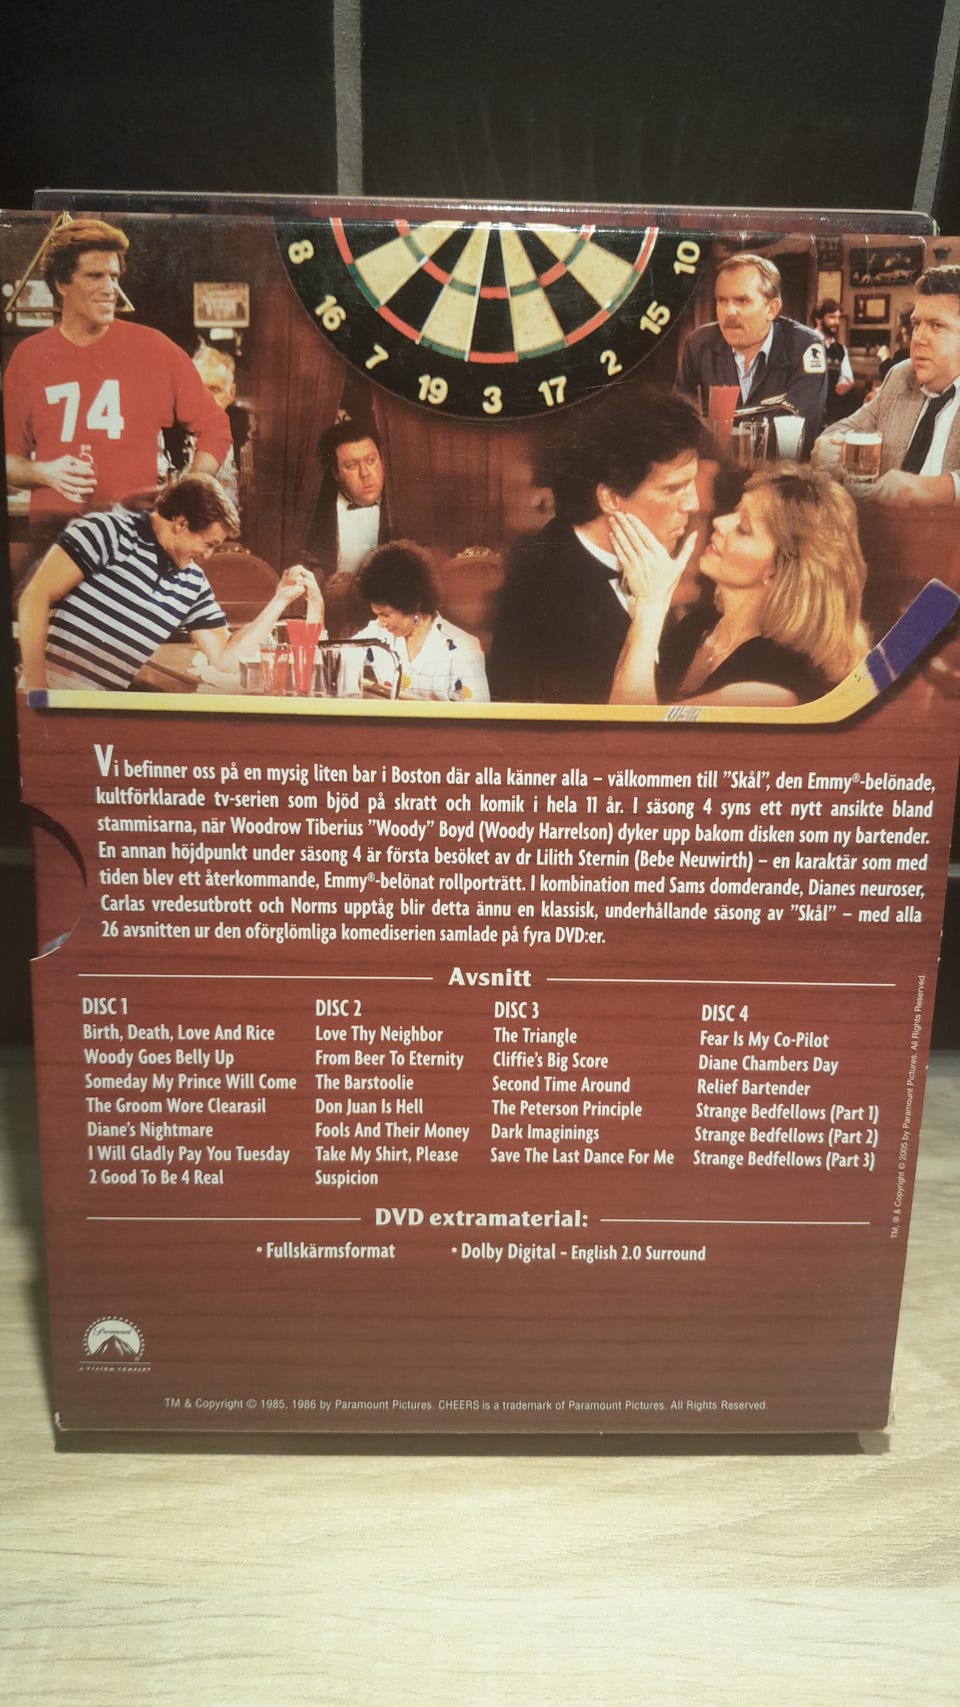 8
16
7
19
3
17
2
15
10
74
Vi befinner oss på en mysig liten bar i Boston där alla känner alla – välkommen till ”Skål”, den Emmy®-belönade,
kultförklarade tv-serien som bjöd på skratt och komik i hela 11 år. I säsong 4 syns ett nytt ansikte bland
stammisarna, när Woodrow Tiberius ”Woody” Boyd (Woody Harrelson) dyker upp bakom disken som ny bartender.
En annan höjdpunkt under säsong 4 är första besöket av dr Lilith Sternin (Bebe Neuwirth) – en karaktär som med
tiden blev ett återkommande, Emmy®-belönat rollporträtt. I kombination med Sams domderande, Dianes neuroser,
Carlas vredesutbrott och Norms upptåg blir detta ännu en klassisk, underhållande säsong av ”Skål” – med alla
26 avsnitten ur den oförglömliga komediserien samlade på fyra DVD:er.
Avsnitt
DISC 1
Birth, Death, Love And Rice
Woody Goes Belly Up
Someday My Prince Will Come
The Groom Wore Clearasil
Diane's Nightmare
I Will Gladly Pay You Tuesday
2 Good To Be 4 Real
DISC 2
Love Thy Neighbor
From Beer To Eternity
The Barstoolie
Don Juan Is Hell
Fools And Their Money
Take My Shirt, Please
Suspicion
DISC 3
The Triangle
Cliffie's Big Score
Second Time Around
The Peterson Principle
Dark Imaginings
Save The Last Dance For Me
DISC 4
Fear Is My Co-Pilot
Diane Chambers Day
Relief Bartender
Strange Bedfellows (Part 1)
Strange Bedfellows (Part 2)
Strange Bedfellows (Part 3)
TM, ® & Copyright © 2005 by Paramount Pictures. All Rights Reserved.
DVD extramaterial:
• Fullskärmsformat
• Dolby Digital – English 2.0 Surround
Paramount
A VIACOM COMPANY
TM & Copyright © 1985, 1986 by Paramount Pictures. CHEERS is a trademark of Paramount Pictures. All Rights Reserved.